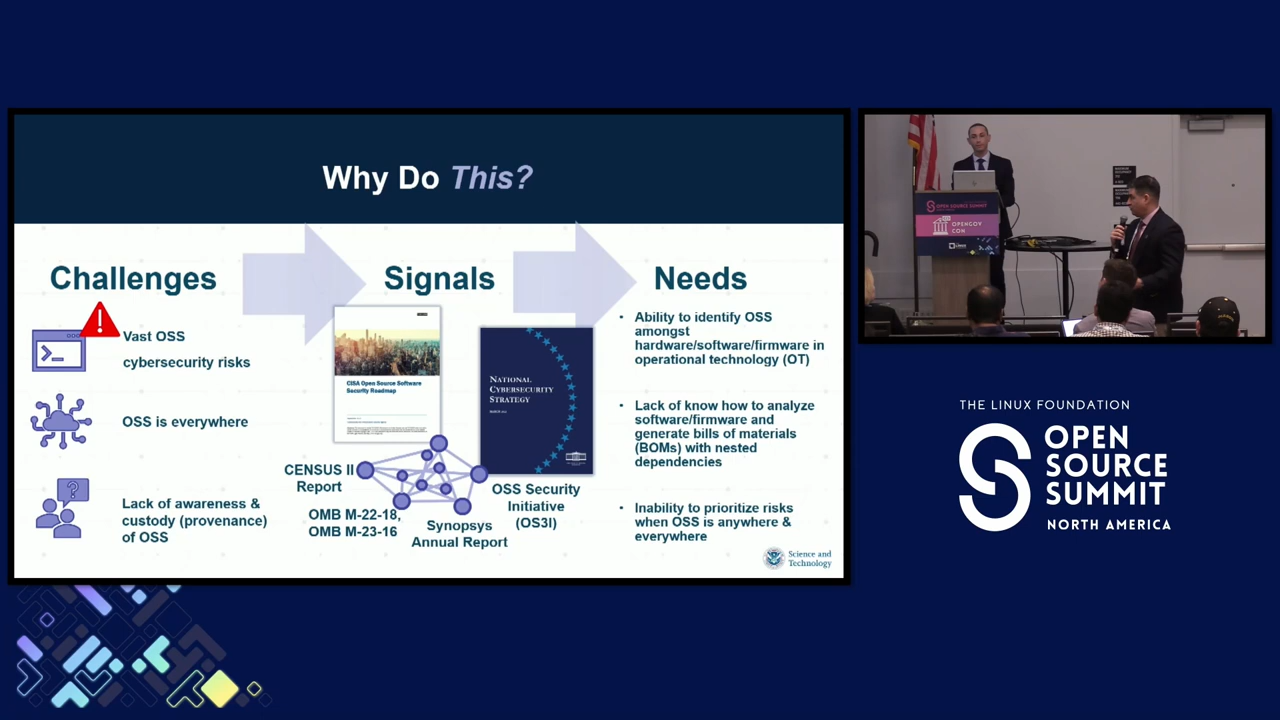 Why Do This?
Challenges
Vast OSS
cybersecurity risks
OSS is everywhere
Lack of awareness &
custody (provenance)
of OSS
Signals
CISA Open Source Software
Security Roadmap
NATIONAL
CYBERSECURITY
STRATEGY
CENSUS II
Report
OMB M-22-18,
OMB M-23-16
Synopsys
Annual Report
OSS Security
Initiative
(OS3I)
Needs
• Ability to identify OSS
amongst
hardware/software/firmware in
operational technology (OT)
• Lack of know how to analyze
software/firmware and
generate bills of materials
(BOMs) with nested
dependencies
• Inability to prioritize risks
when OSS is anywhere &
everywhere
Science and
Technology
OPEN SOURCE SUMMIT
OPENGOV
CON
THE LINUX FOUNDATION
OPEN
SOURCE
SUMMIT
NORTH AMERICA